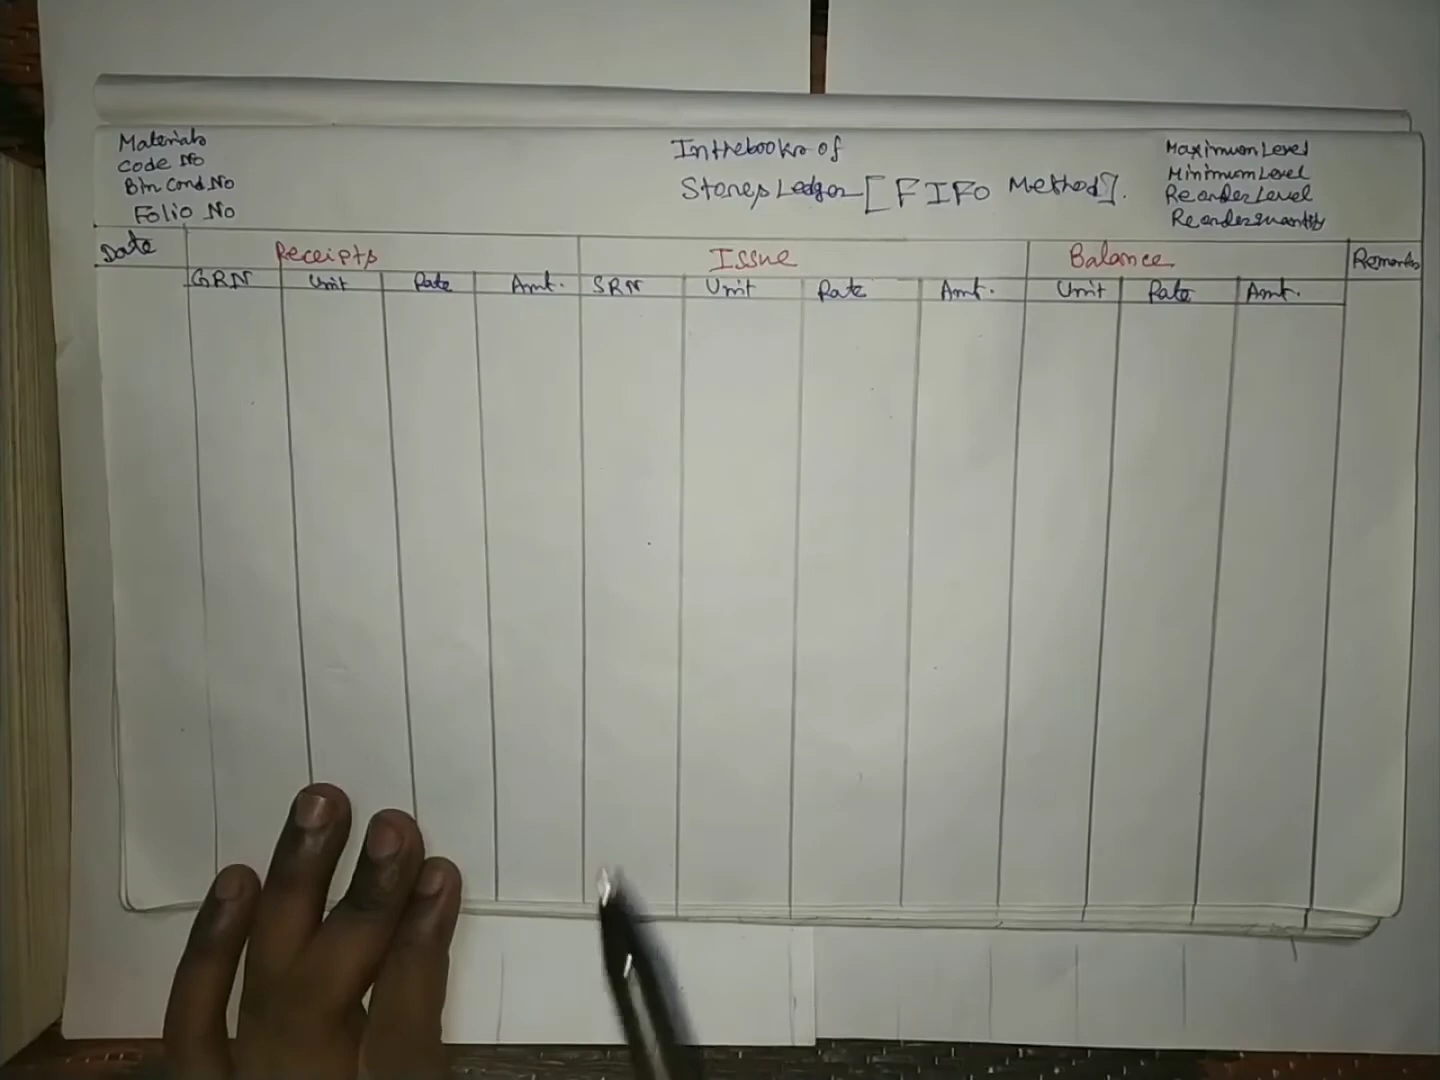 Materials
Code No
Bin Card No
Folio No
In the books of
Stores Ledger [FIFO Method].
Maximum Level
Minimum Level
Reorder Level
Reorder quantity
Date Receipts Issue Balance Remarks
GRN Unit Rate Amt. SRN Unit Rate Amt. Unit Rate Amt.